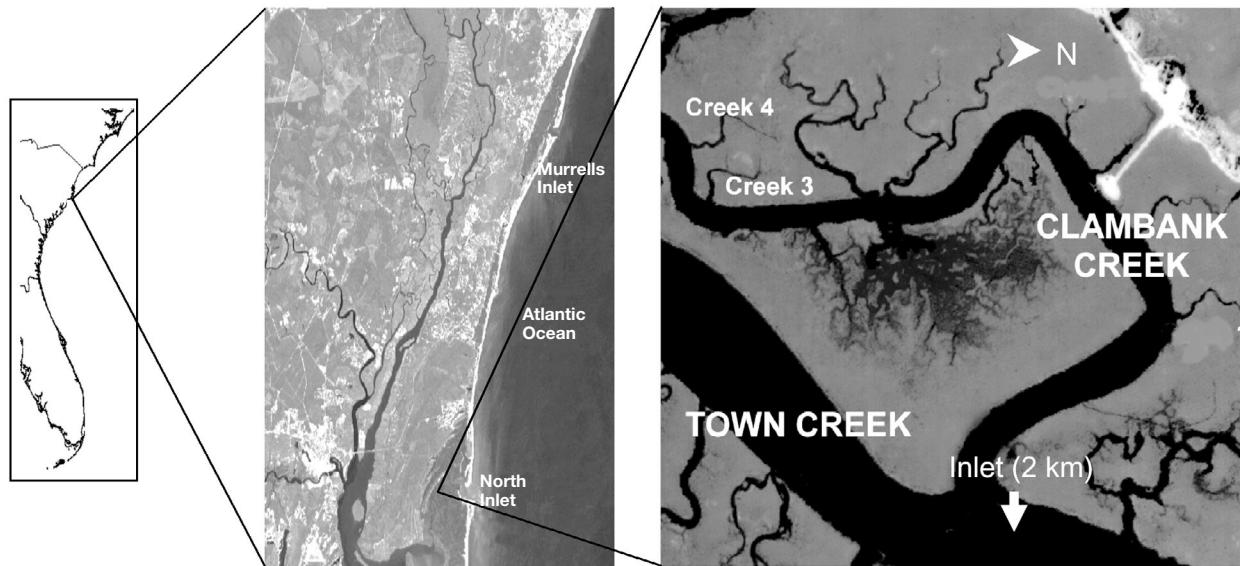 Murrells
Inlet
Atlantic
Ocean
North
Inlet
N
Creek 4
Creek 3
CLAMBANK
CREEK
TOWN CREEK
Inlet (2 km)